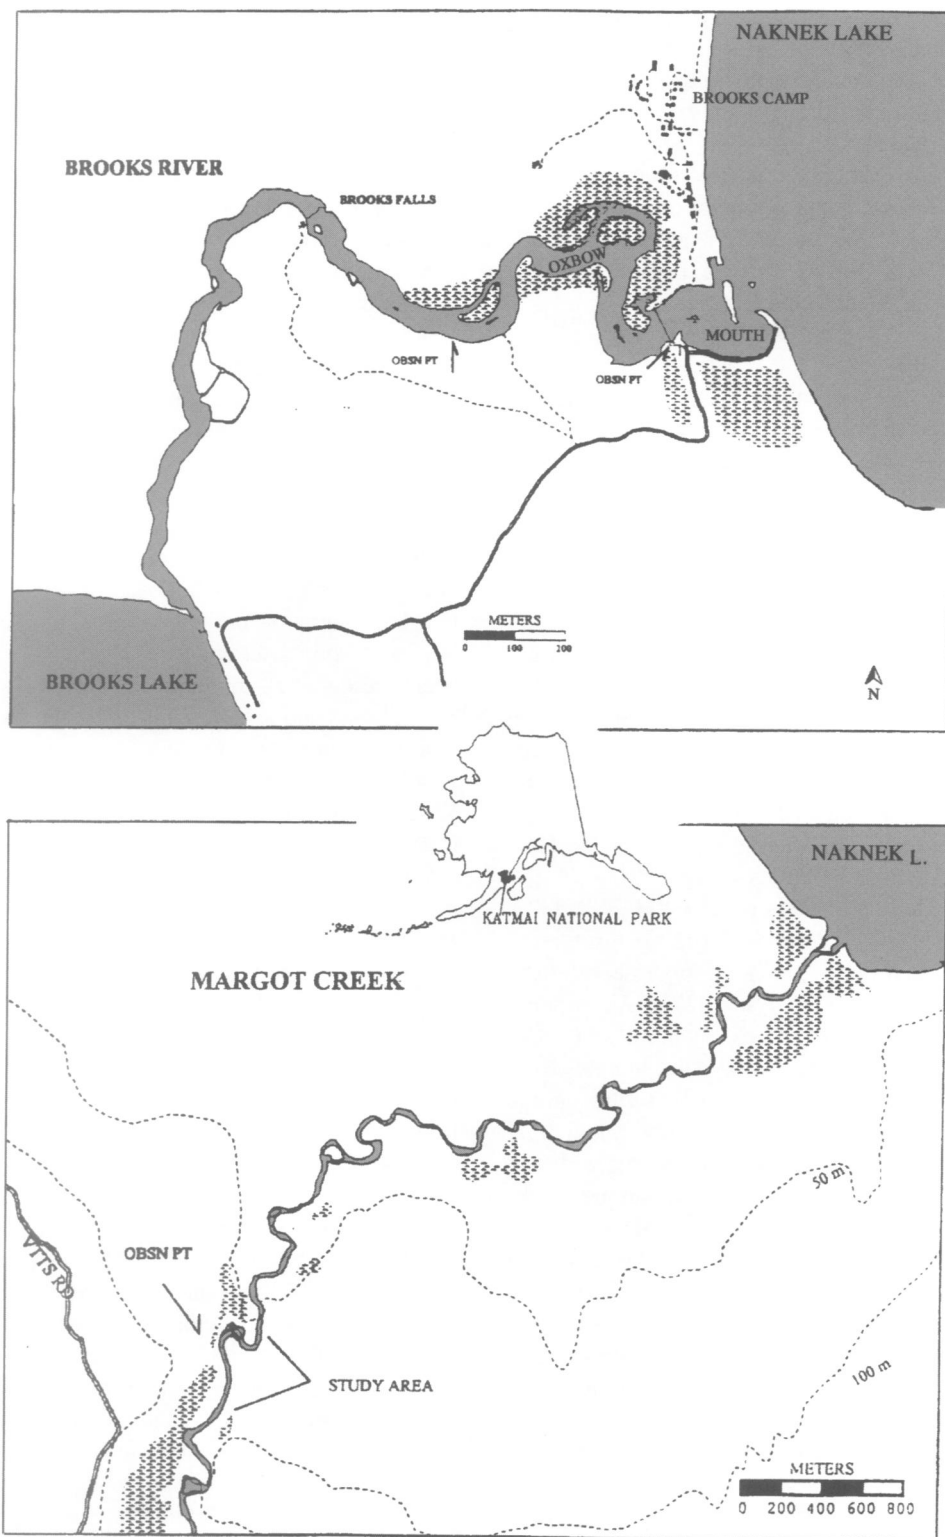 NAKNEK LAKE
BROOKS CAMP
BROOKS RIVER
BROOKS FALLS
OXBOW
MOUTH
OBSN PT
OBSN PT
METERS
0 100 200
BROOKS LAKE
N
KATMAI NATIONAL PARK
NAKNEK L.
MARGOT CREEK
50 m
OBSN PT
VTTS RD
STUDY AREA
100 m
METERS
0 200 400 600 800